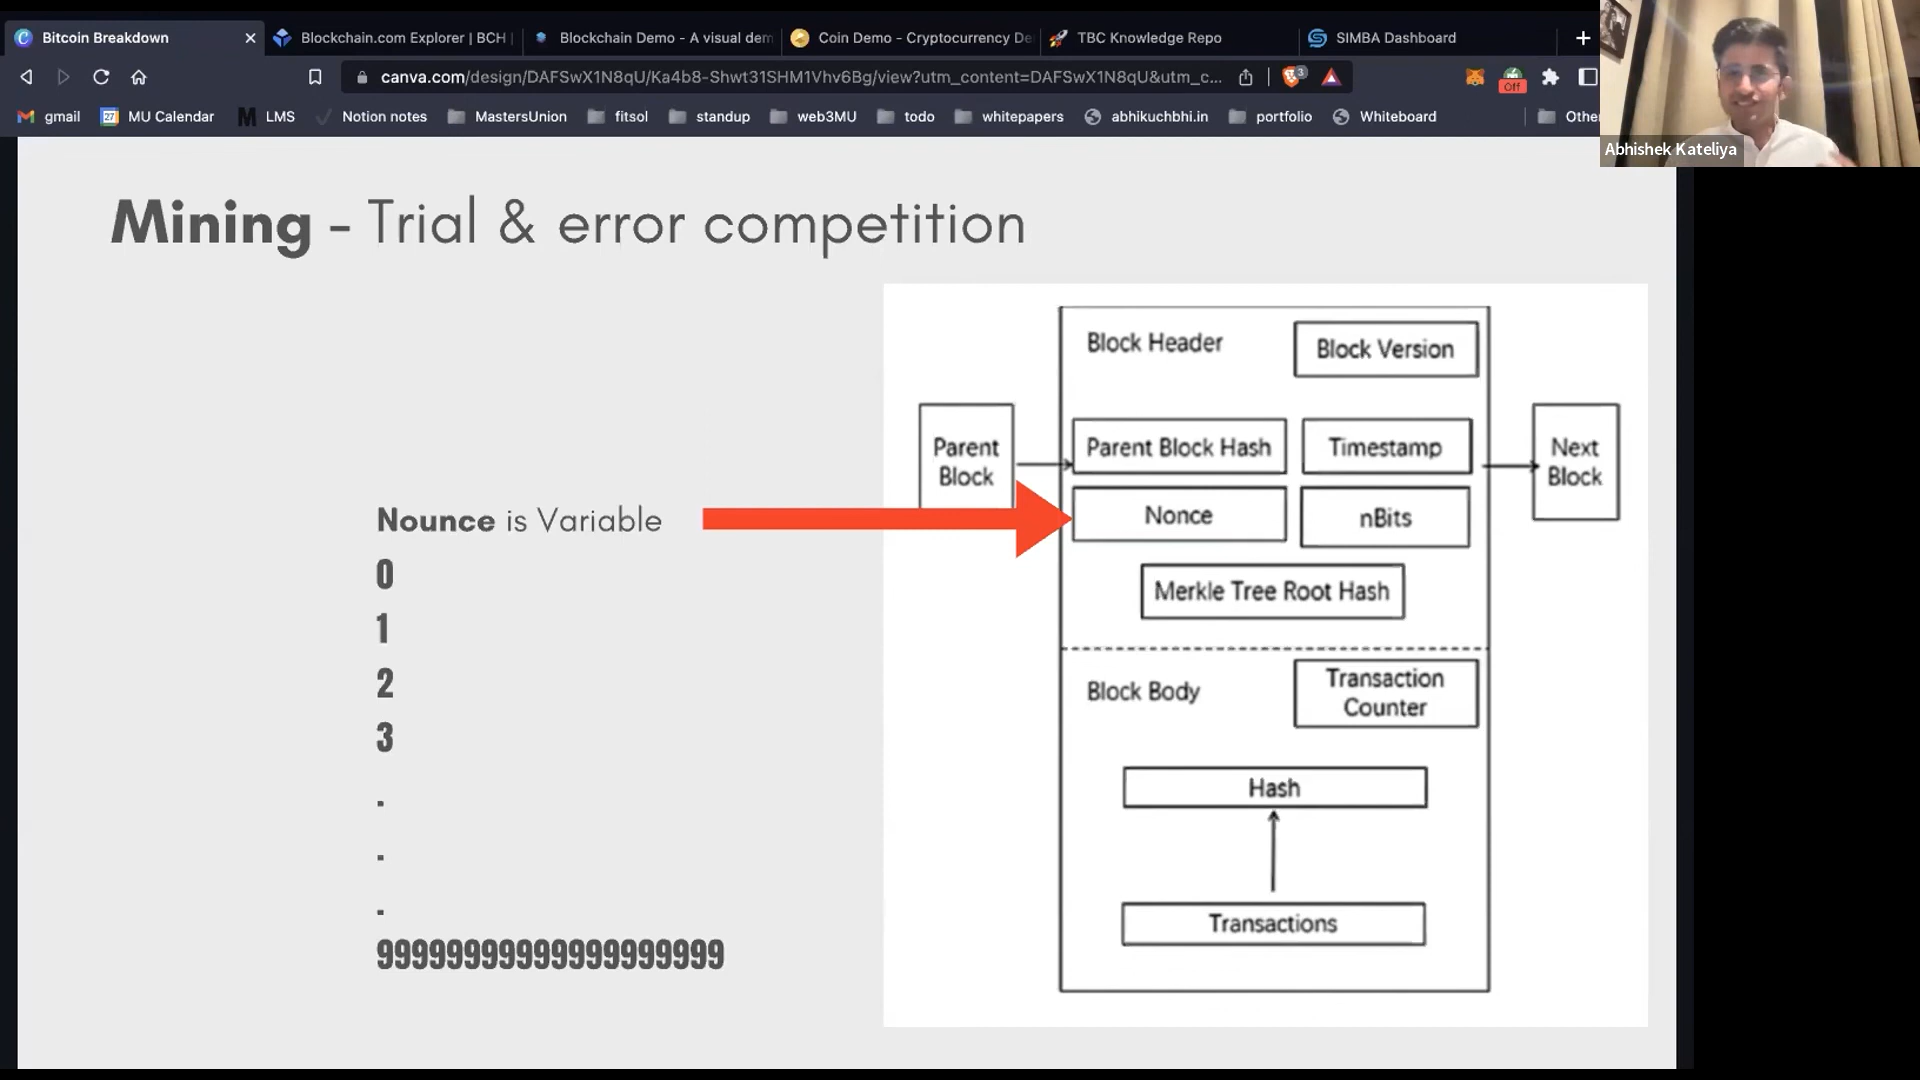 Bitcoin Breakdown
Blockchain.com Explorer | BCH |
Blockchain Demo - A visual dem
Coin Demo - Cryptocurrency De
TBC Knowledge Repo
SIMBA Dashboard
canva.com/design/DAFSwX1N8qU/Ka4b8-Shwt31SHM1Vhv6Bg/view?utm_content=DAFSwX1N8qU&utm_c...
3
Off
gmail
27
MU Calendar
LMS
Notion notes
MastersUnion
fitsol
standup
web3MU
todo
whitepapers
abhikuchbhi.in
portfolio
Whiteboard
Othe
Abhishek Kateliya
Mining - Trial & error competition
Nounce is Variable
0
1
2
3
.
.
.
99999999999999999999
Block Header
Block Version
Parent
Block
Parent Block Hash
Timestamp
Next
Block
Nonce
nBits
Merkle Tree Root Hash
Block Body
Transaction
Counter
Hash
Transactions